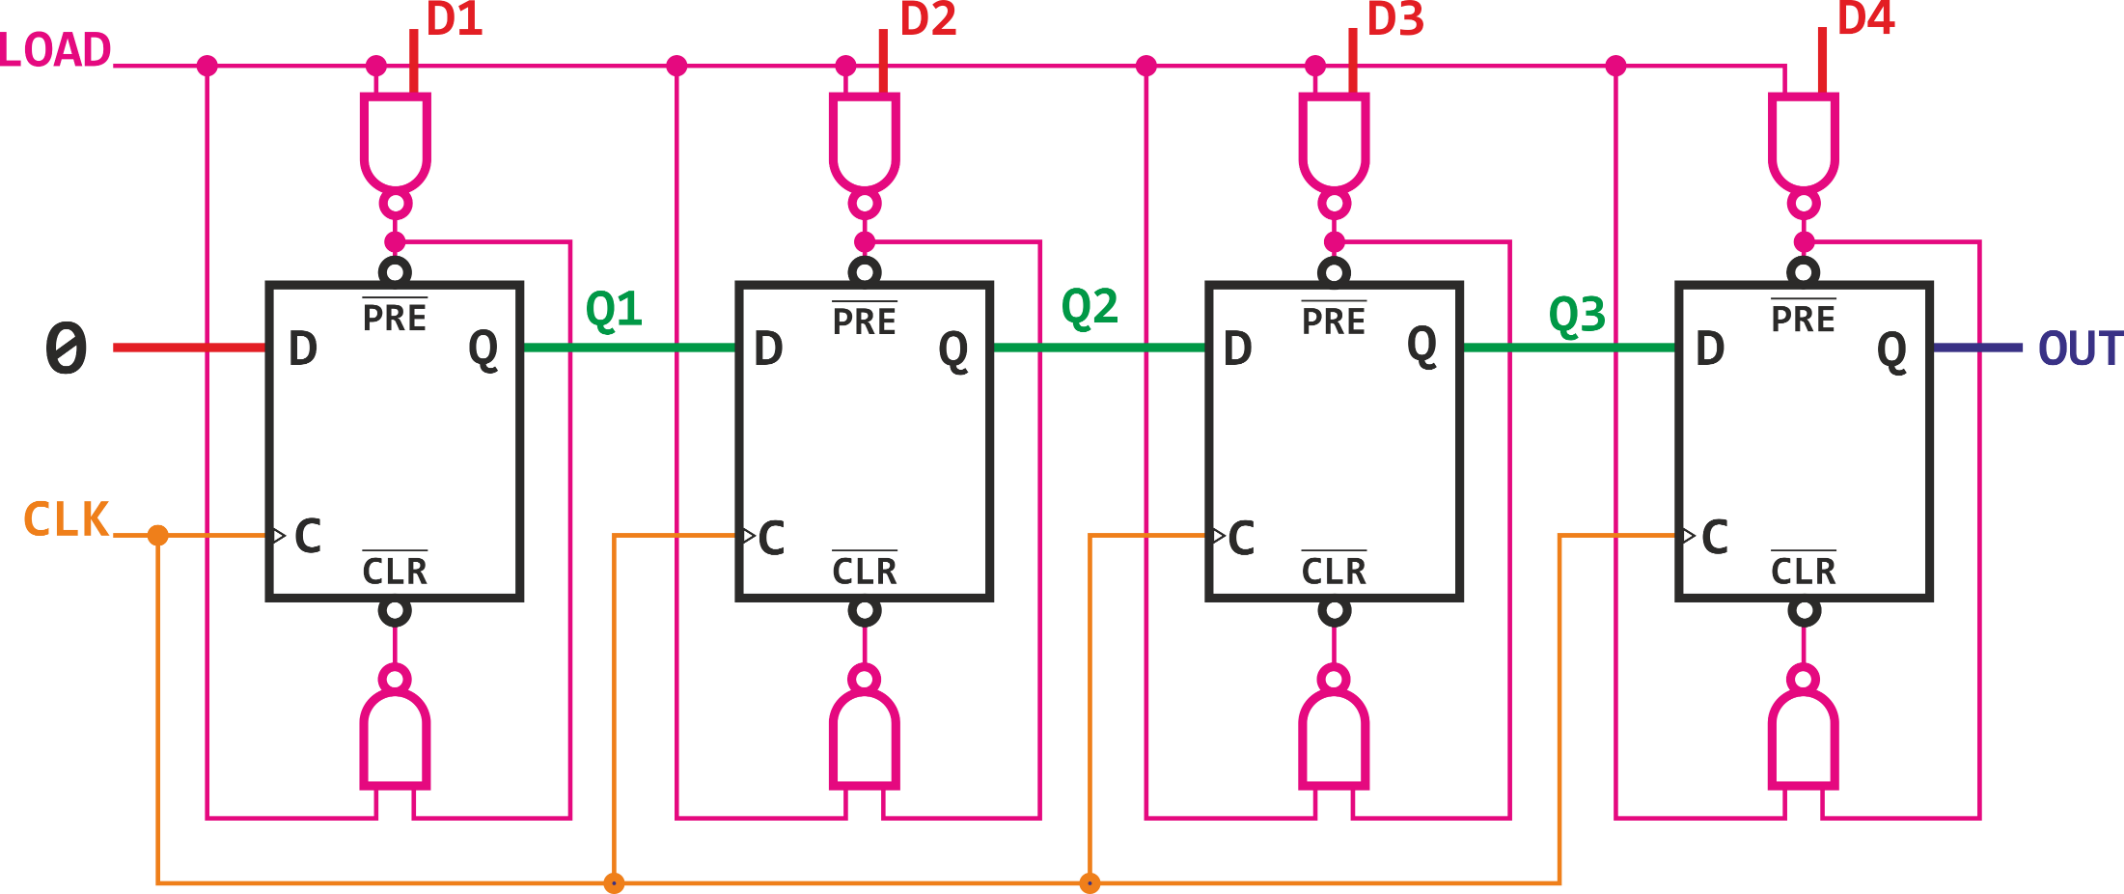 D1
D2
D3
D4
LOAD
PRE
PRE
PRE
PRE
Q1
Q2
Q3
0
D
Q
D
Q
D
Q
D
Q
OUT
CLK
C
C
C
C
CLR
CLR
CLR
CLR